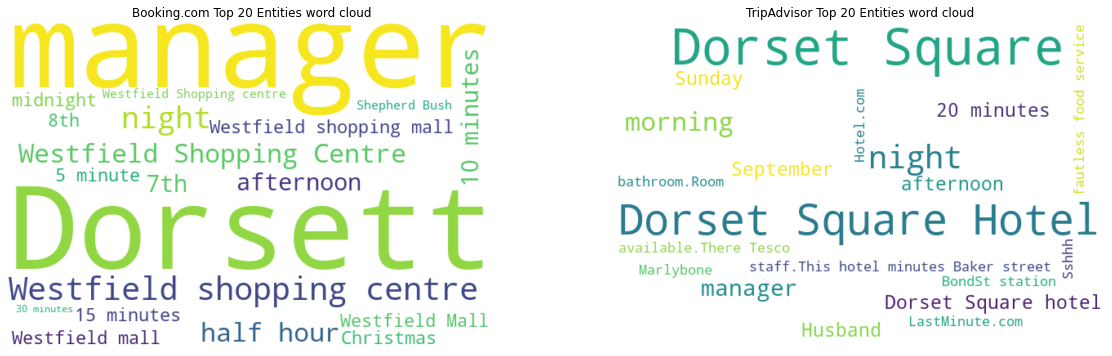 Booking.com Top 20 Entities word cloud
manager
midnight
Westfield Shopping centre
Shepherd Bush
8th
night
Westfield shopping mall
10 minutes
Westfield Shopping Centre
5 minute
7th
afternoon
Dorsett
Westfield shopping centre
30 minutes
15 minutes
Westfield mall
half hour
Westfield Mall
Christmas
TripAdvisor Top 20 Entities word cloud
Dorset Square
Sunday
fautless food service
Hotel.com
20 minutes
morning
night
September
bathroom.Room
afternoon
Dorset Square Hotel
available.There Tesco
Sshhh
Marlybone
staff.This hotel minutes Baker street
BondSt station
manager
Dorset Square hotel
LastMinute.com
Husband